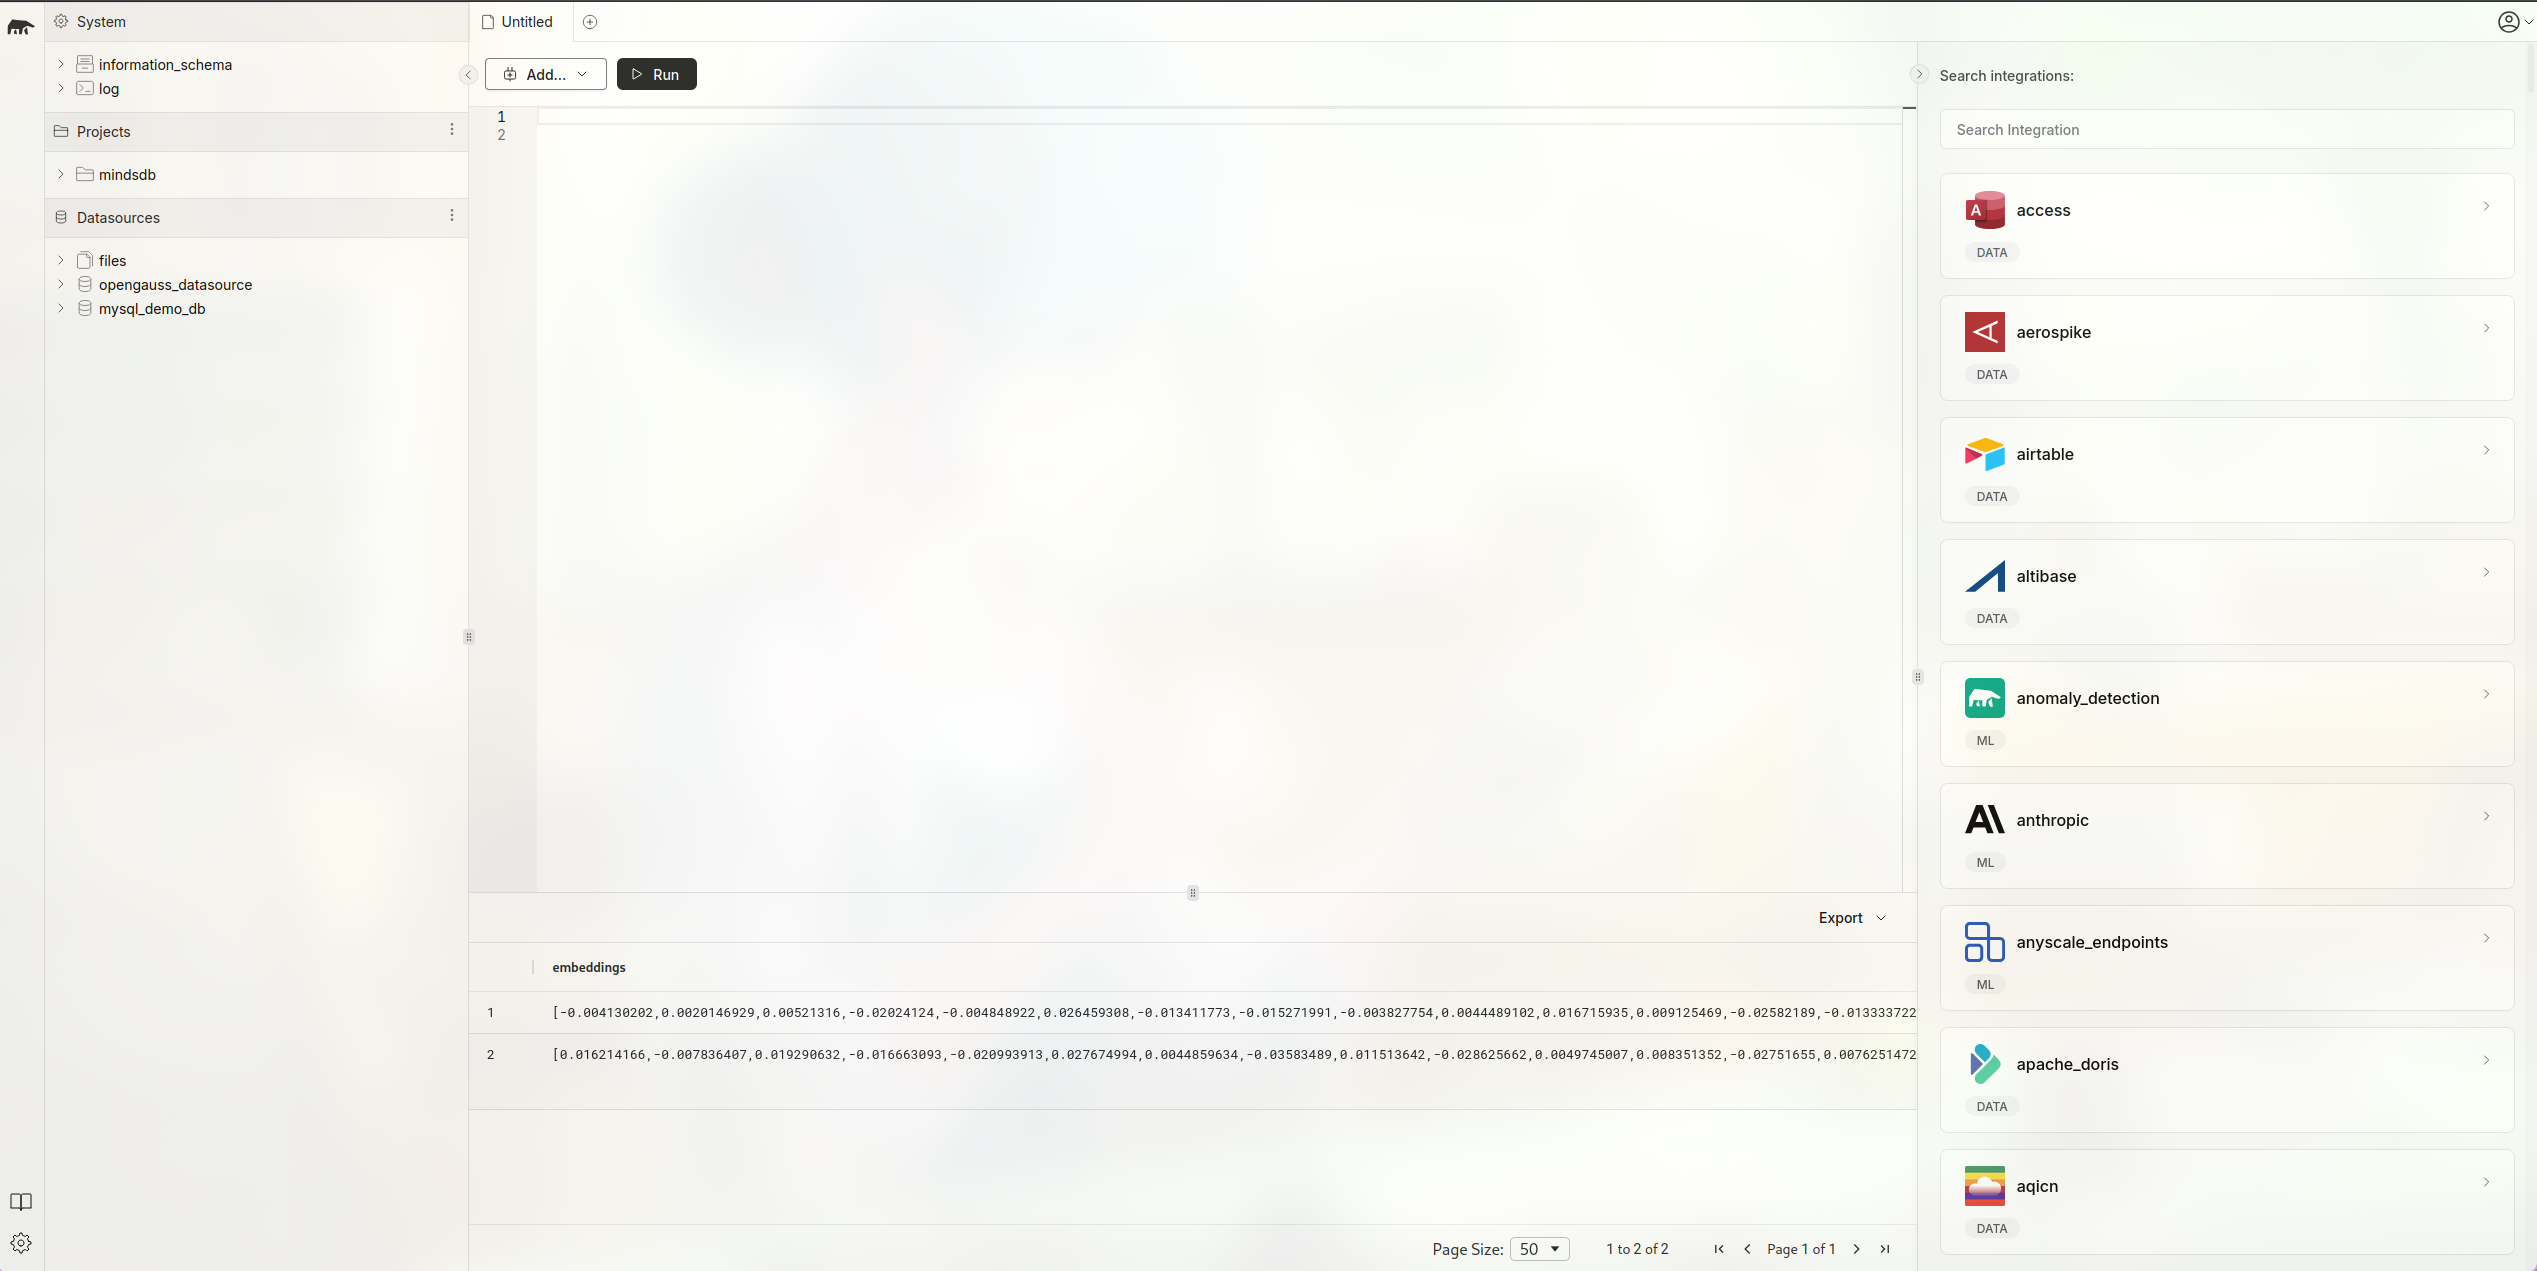 System
information_schema
log
Projects
mindsdb
Datasources
files
opengauss_datasource
mysql_demo_db
Untitled
Add...
Run
1
2
Export
embeddings
1 [-0.004130202,0.0020146929,0.00521316,-0.02024124,-0.004848922,0.026459308,-0.013411773,-0.015271991,-0.003827754,0.0044489102,0.016715935,0.009125469,-0.02582189,-0.013333722
2 [0.016214166,-0.007836407,0.019290632,-0.016663093,-0.020993913,0.027674994,0.0044859634,-0.03583489,0.011513642,-0.028625662,0.0049745007,0.008351352,-0.02751655,0.0076251472
Page Size: 50 1 to 2 of 2 Page 1 of 1
Search integrations:
Search Integration
access
DATA
aerospike
DATA
airtable
DATA
altibase
DATA
anomaly_detection
ML
anthropic
ML
anyscale_endpoints
ML
apache_doris
DATA
aqicn
DATA